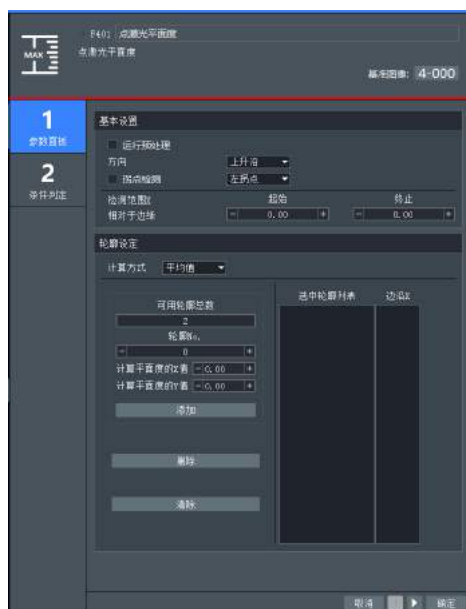 F401: 点激光平面度
MAX
点激光平面度
基准图像: 4-000
1
参数面板
2
条件判定
基本设置
运行预处理
方向 上升沿
拐点检测 左拐点
检测范围X 起始 终止
相对于边缘 - 0.00 + - 0.00 +
轮廓设定
计算方式 平均值
选中轮廓列表 边沿X
可用轮廓总数
2
轮廓No.
- 0 +
计算平面度的X值 - 0.00 +
计算平面度的Y值 - 0.00 +
添加
删除
清除
取消 确定